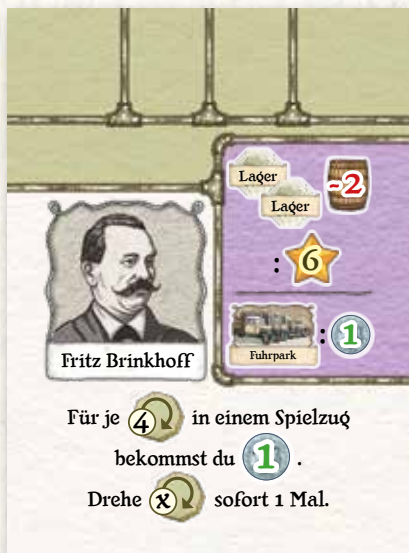 Lager
Lager
-2
: 6
Fuhrpark : 1
Fritz Brinkhoff
Für je 4 in einem Spielzug
bekommst du 1 .
Drehe x sofort 1 Mal.